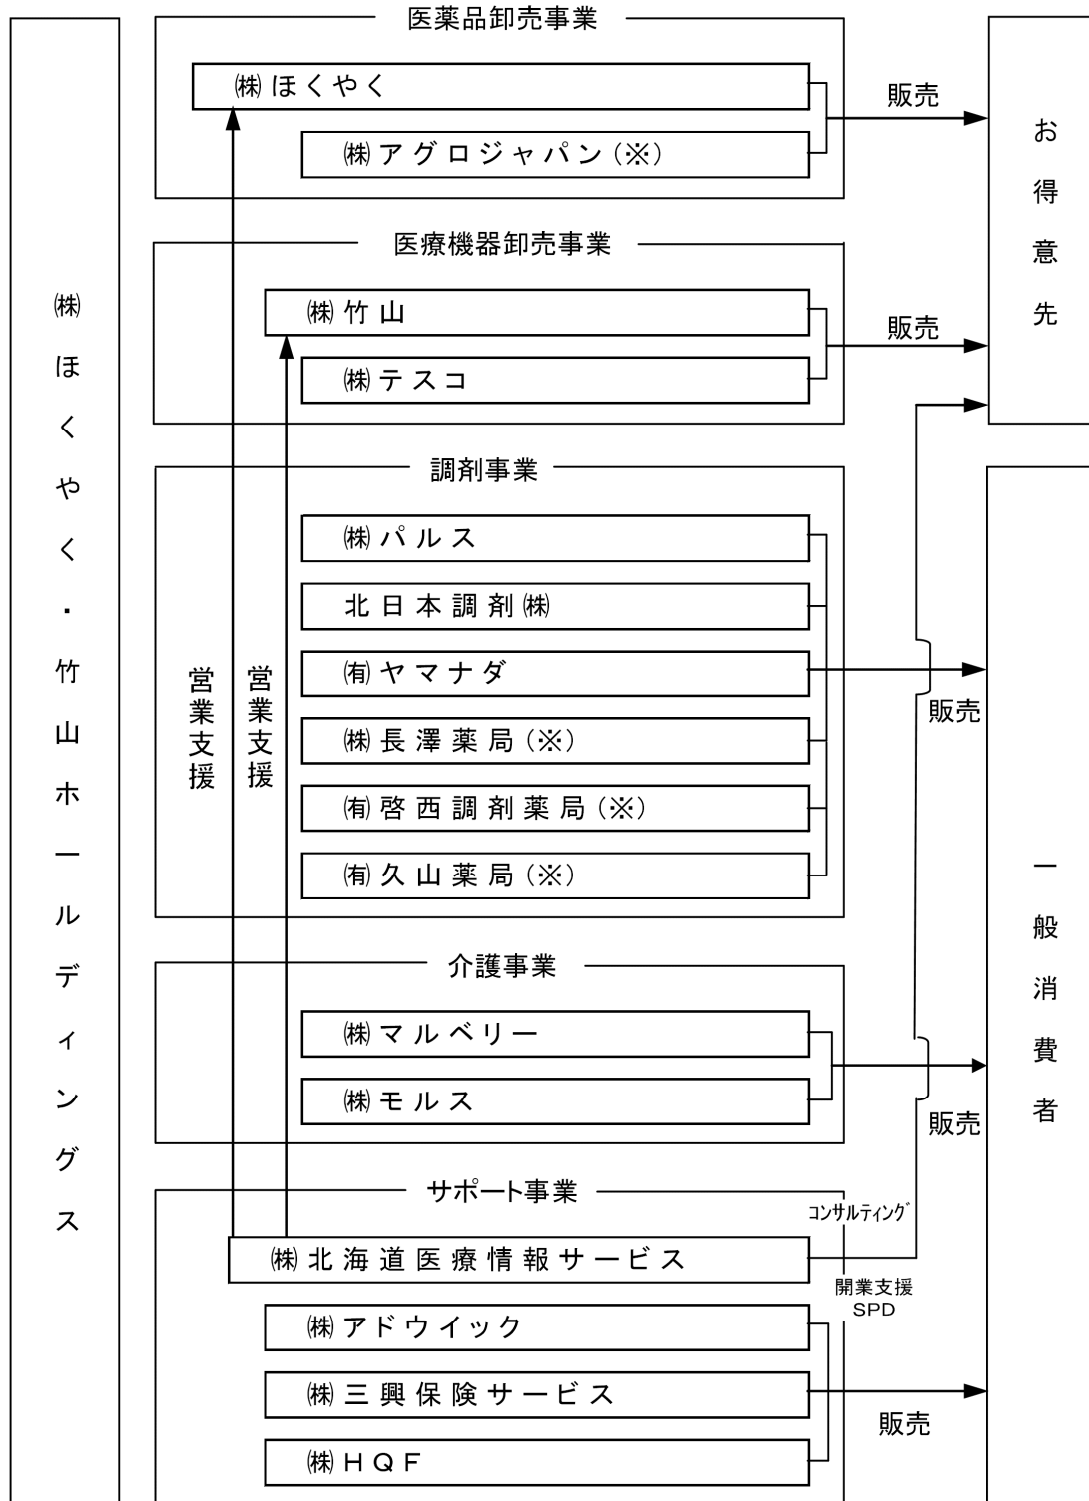 ㈱ほくやく・竹山ホールディングス
医薬品卸売事業
㈱ほくやく
㈱アグロジャパン(※)
販売
お得意先
医療機器卸売事業
㈱竹山
㈱テスコ
販売
調剤事業
㈱パルス
北日本調剤㈱
㈲ヤマナダ
㈱長澤薬局(※)
㈲啓西調剤薬局(※)
㈲久山薬局(※)
営業支援
営業支援
販売
一般消費者
介護事業
㈱マルベリー
㈱モルス
販売
サポート事業
コンサルティング
㈱北海道医療情報サービス
開業支援
SPD
㈱アドウイック
㈱三興保険サービス
㈱HQF
販売